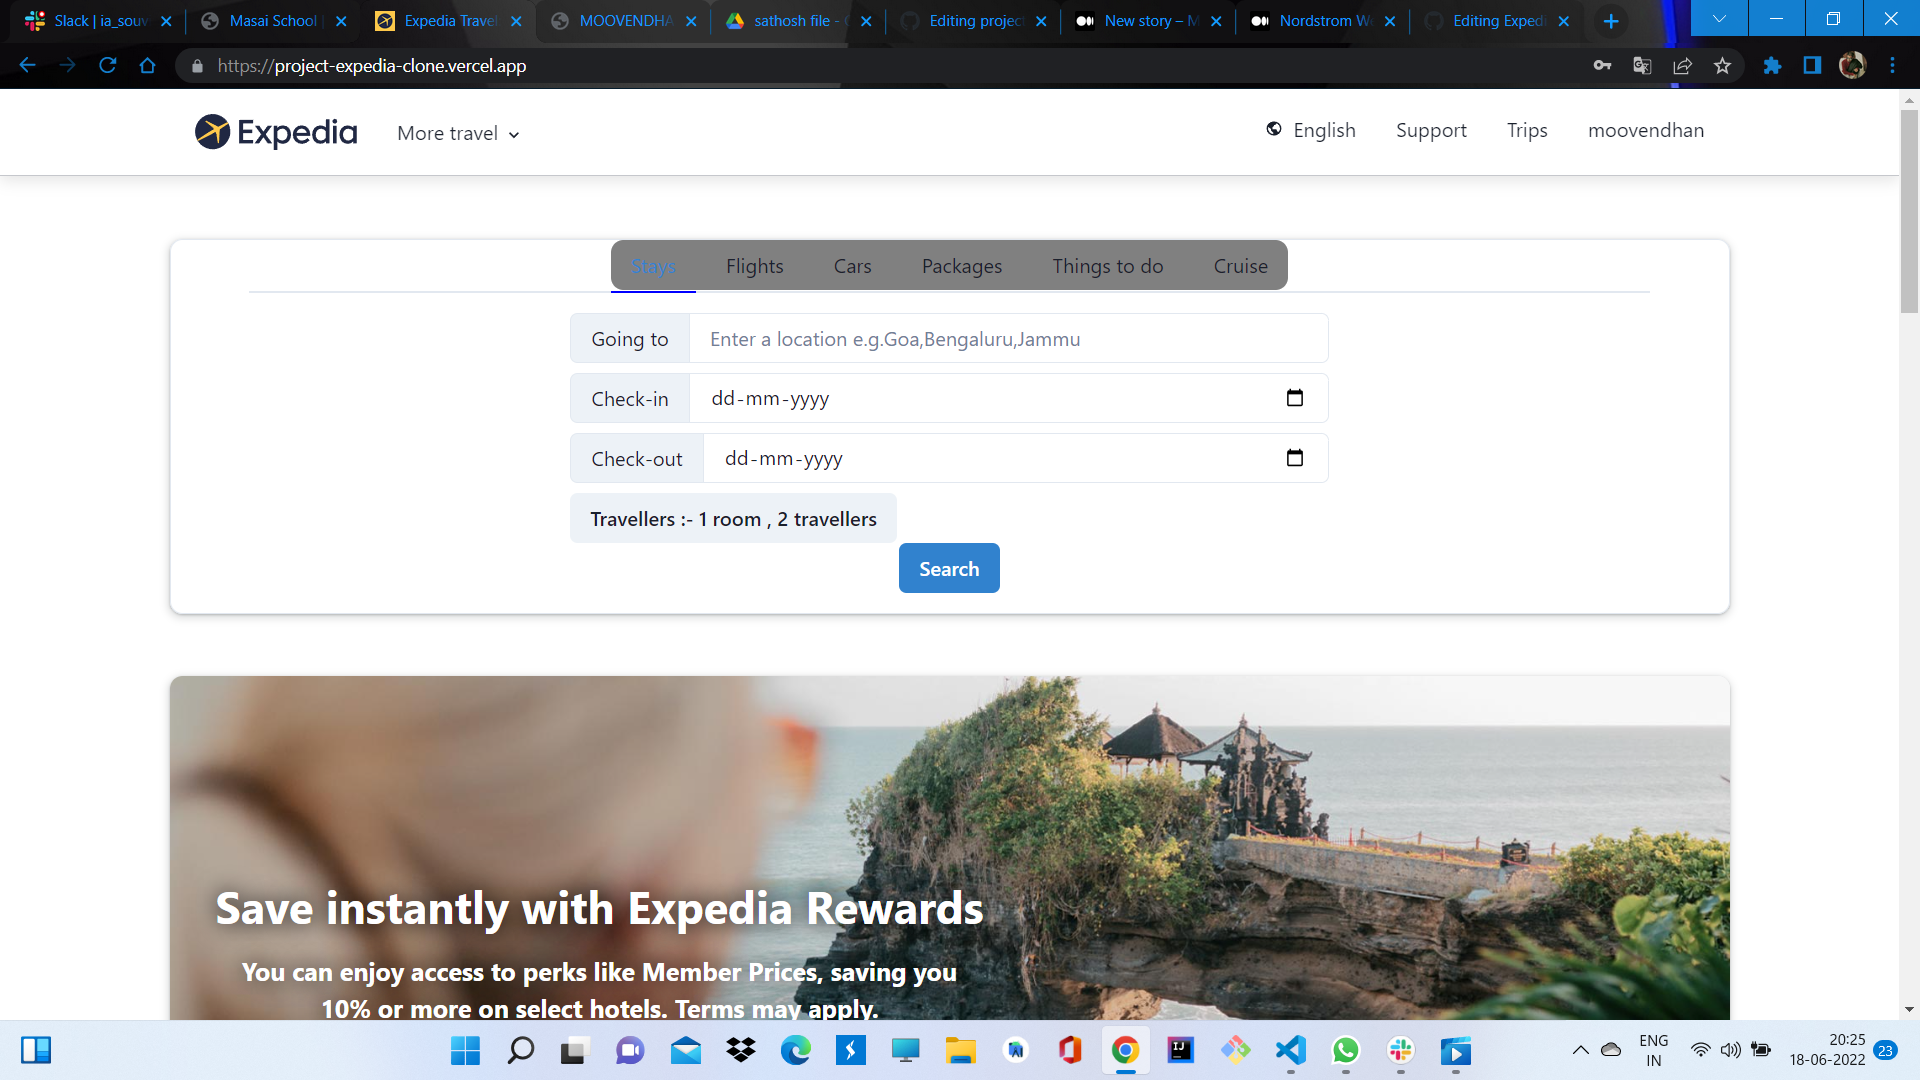 Slack | ia_souv
Masai School |
Expedia Travel
MOOVENDHA
sathosh file - G
Editing project
New story – M
Nordstrom We
Editing Expedi
https://project-expedia-clone.vercel.app
Expedia
More travel
English
Support
Trips
moovendhan
Stays
Flights
Cars
Packages
Things to do
Cruise
Going to
Enter a location e.g.Goa,Bengaluru,Jammu
Check-in
dd-mm-yyyy
Check-out
dd-mm-yyyy
Travellers :- 1 room , 2 travellers
Search
Save instantly with Expedia Rewards
You can enjoy access to perks like Member Prices, saving you
10% or more on select hotels. Terms may apply.
ENG
IN
20:25
18-06-2022
23